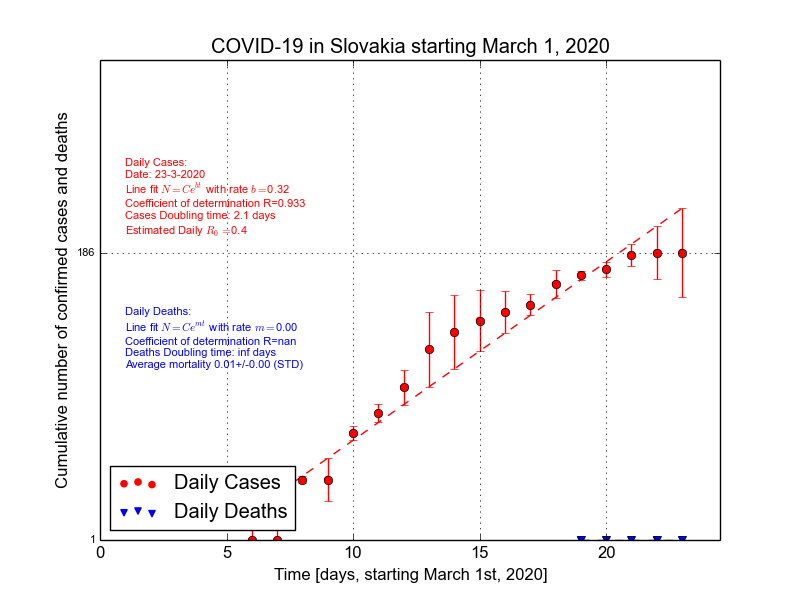 COVID-19 in Slovakia starting March 1, 2020
Cumulative number of confirmed cases and deaths
Daily Cases:
Date: 23-3-2020
Line fit N = Ce^{bt} with rate b = 0.32
Coefficient of determination R=0.933
Cases Doubling time: 2.1 days
Estimated Daily R_0 = 0.4
186
Daily Deaths:
Line fit N = Ce^{mt} with rate m = 0.00
Coefficient of determination R=nan
Deaths Doubling time: inf days
Average mortality 0.01+/-0.00 (STD)
Daily Cases
Daily Deaths
1
0 5 10 15 20
Time [days, starting March 1st, 2020]